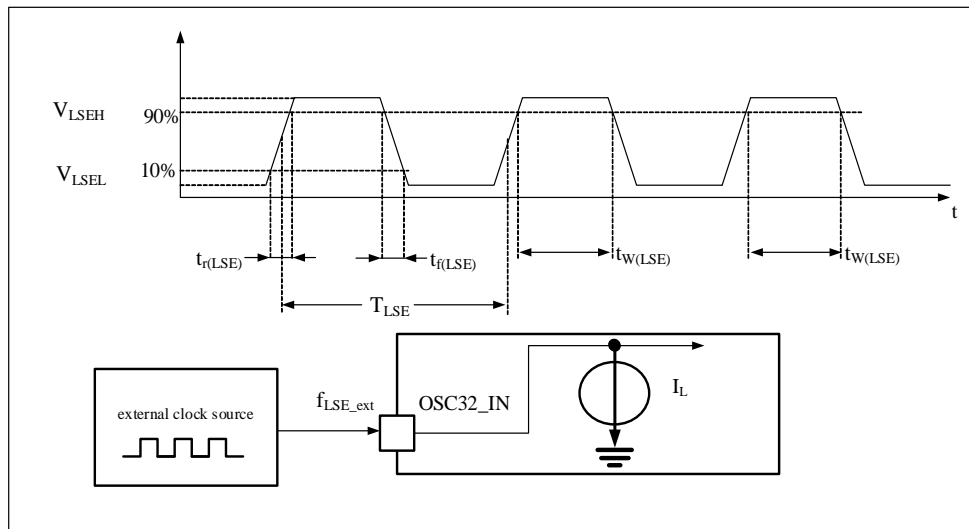 V_LSEH 90%
V_LSEL 10%
t
t_r(LSE) t_f(LSE) t_W(LSE) t_W(LSE)
T_LSE
external clock source
f_LSE_ext
OSC32_IN
I_L